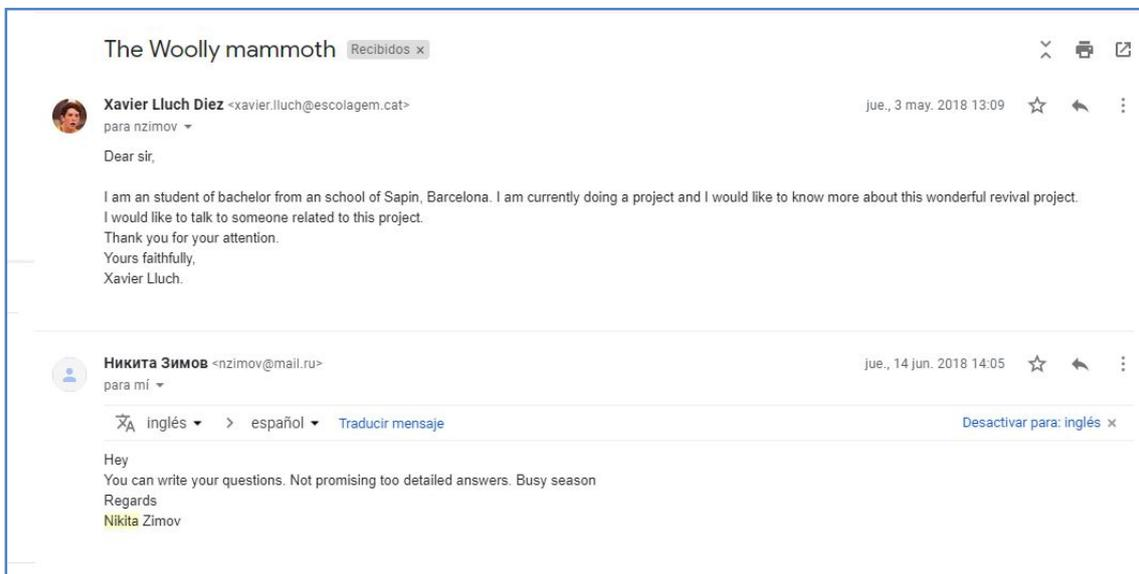 The Woolly mammoth Recibidos x
Xavier Lluch Diez <xavier.lluch@escolagem.cat> jue., 3 may. 2018 13:09
para nzimov
Dear sir,
I am an student of bachelor from an school of Sapin, Barcelona. I am currently doing a project and I would like to know more about this wonderful revival project.
I would like to talk to someone related to this project.
Thank you for your attention.
Yours faithfully,
Xavier Lluch.
Никита Зимов <nzimov@mail.ru> jue., 14 jun. 2018 14:05
para mí
inglés > español Traducir mensaje Desactivar para: inglés x
Hey
You can write your questions. Not promising too detailed answers. Busy season
Regards
Nikita Zimov